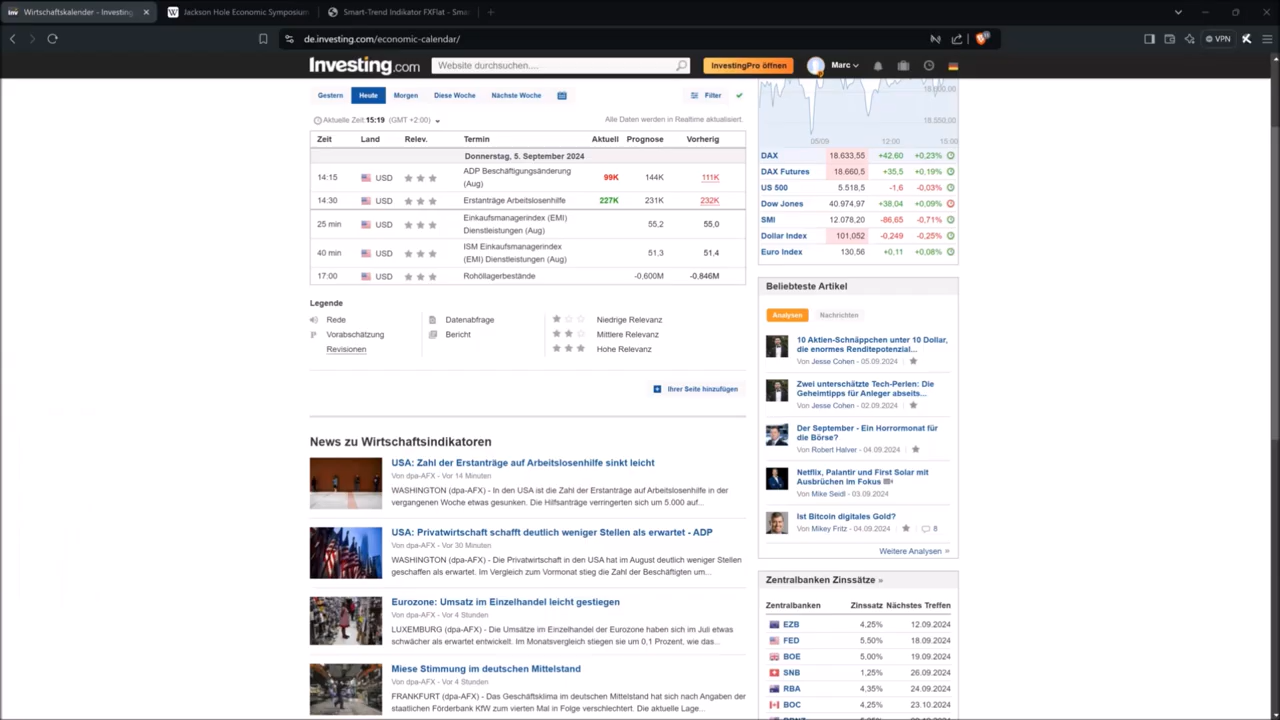 Wirtschaftskalender - Investing
Jackson Hole Economic Symposium
Smart-Trend Indikator FXFlat - Smar
de.investing.com/economic-calendar/
VPN
Investing.com
Website durchsuchen....
InvestingPro öffnen
Marc
Gestern
Heute
Morgen
Diese Woche
Nächste Woche
Filter
Aktuelle Zeit 15:19 (GMT +2:00)
Alle Daten werden in Realtime aktualisiert.
Zeit Land Relev. Termin Aktuell Prognose Vorherig
Donnerstag, 5. September 2024
14:15 USD ADP Beschäftigungsänderung (Aug) 99K 144K 111K
14:30 USD Erstanträge Arbeitslosenhilfe 227K 231K 232K
25 min USD Einkaufsmanagerindex (EMI) Dienstleistungen (Aug) 55,2 55,0
40 min USD ISM Einkaufsmanagerindex (EMI) Dienstleistungen (Aug) 51,3 51,4
17:00 USD Rohöllagerbestände -0,600M -0,846M
Legende
Rede
Vorabschätzung
Revisionen
Datenabfrage
Bericht
Niedrige Relevanz
Mittlere Relevanz
Hohe Relevanz
Ihrer Seite hinzufügen
News zu Wirtschaftsindikatoren
USA: Zahl der Erstanträge auf Arbeitslosenhilfe sinkt leicht
Von dpa-AFX - Vor 14 Minuten
WASHINGTON (dpa-AFX) - In den USA ist die Zahl der Erstanträge auf Arbeitslosenhilfe in der
vergangenen Woche etwas gesunken. Die Hilfsanträge verringerten sich um 5.000 auf...
USA: Privatwirtschaft schafft deutlich weniger Stellen als erwartet - ADP
Von dpa-AFX - Vor 30 Minuten
WASHINGTON (dpa-AFX) - Die Privatwirtschaft in den USA hat im August deutlich weniger Stellen
geschaffen als erwartet. Im Vergleich zum Vormonat stieg die Zahl der Beschäftigten um...
Eurozone: Umsatz im Einzelhandel leicht gestiegen
Von dpa-AFX - Vor 4 Stunden
LUXEMBURG (dpa-AFX) - Die Umsätze im Einzelhandel der Eurozone haben sich im Juli etwas
schwächer als erwartet entwickelt. Im Monatsvergleich stiegen sie um 0,1 Prozent, wie das...
Miese Stimmung im deutschen Mittelstand
Von dpa-AFX - Vor 4 Stunden
FRANKFURT (dpa-AFX) - Das Geschäftsklima im deutschen Mittelstand hat sich nach Angaben der
staatlichen Förderbank KfW zum vierten Mal in Folge verschlechtert. Die aktuelle Lage...
18.550,00
05/09 12:00 15:00
DAX 18.633,55 +42,60 +0,23%
DAX Futures 18.660,5 +35,5 +0,19%
US 500 5.518,5 -1,6 -0,03%
Dow Jones 40.974,97 +38,04 +0,09%
SMI 12.078,20 -86,65 -0,71%
Dollar Index 101,052 -0,249 -0,25%
Euro Index 130,56 +0,11 +0,08%
Beliebteste Artikel
Analysen
Nachrichten
10 Aktien-Schnäppchen unter 10 Dollar,
die enormes Renditepotenzial...
Von Jesse Cohen - 05.09.2024
Zwei unterschätzte Tech-Perlen: Die
Geheimtipps für Anleger abseits...
Von Jesse Cohen - 02.09.2024
Der September - Ein Horrormonat für
die Börse?
Von Robert Halver - 04.09.2024
Netflix, Palantir und First Solar mit
Ausbrüchen im Fokus
Von Mike Seidl - 03.09.2024
Ist Bitcoin digitales Gold?
Von Mikey Fritz - 04.09.2024 8
Weitere Analysen »
Zentralbanken Zinssätze »
Zentralbanken Zinssatz Nächstes Treffen
EZB 4,25% 12.09.2024
FED 5.50% 18.09.2024
BOE 5.00% 19.09.2024
SNB 1,25% 26.09.2024
RBA 4,35% 24.09.2024
BOC 4,25% 23.10.2024